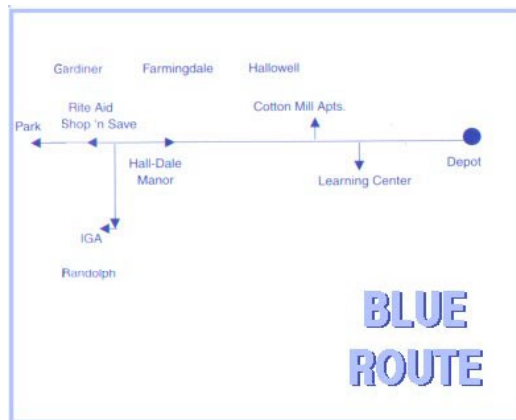 Gardiner Farmingdale Hallowell
Rite Aid
Shop 'n Save
Cotton Mill Apts.
Park
Hall-Dale
Manor
Learning Center
Depot
IGA
Randolph
BLUE
ROUTE